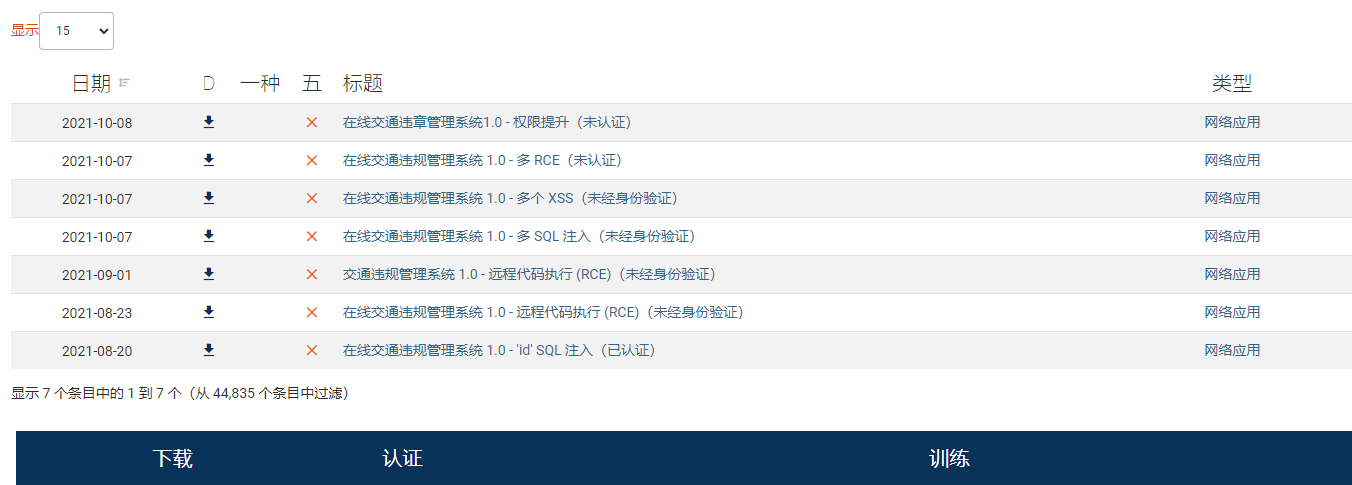 显示 15
日期 D 一种 五 标题 类型
2021-10-08 在线交通违章管理系统1.0 - 权限提升（未认证） 网络应用
2021-10-07 在线交通违规管理系统 1.0 - 多 RCE（未认证） 网络应用
2021-10-07 在线交通违规管理系统 1.0 - 多个 XSS（未经身份验证） 网络应用
2021-10-07 在线交通违规管理系统 1.0 - 多 SQL 注入（未经身份验证） 网络应用
2021-09-01 交通违规管理系统 1.0 - 远程代码执行 (RCE)（未经身份验证） 网络应用
2021-08-23 在线交通违规管理系统 1.0 - 远程代码执行 (RCE)（未经身份验证） 网络应用
2021-08-20 在线交通违规管理系统 1.0 - 'id' SQL 注入（已认证） 网络应用
显示 7 个条目中的 1 到 7 个（从 44,835 个条目中过滤）
下载 认证 训练